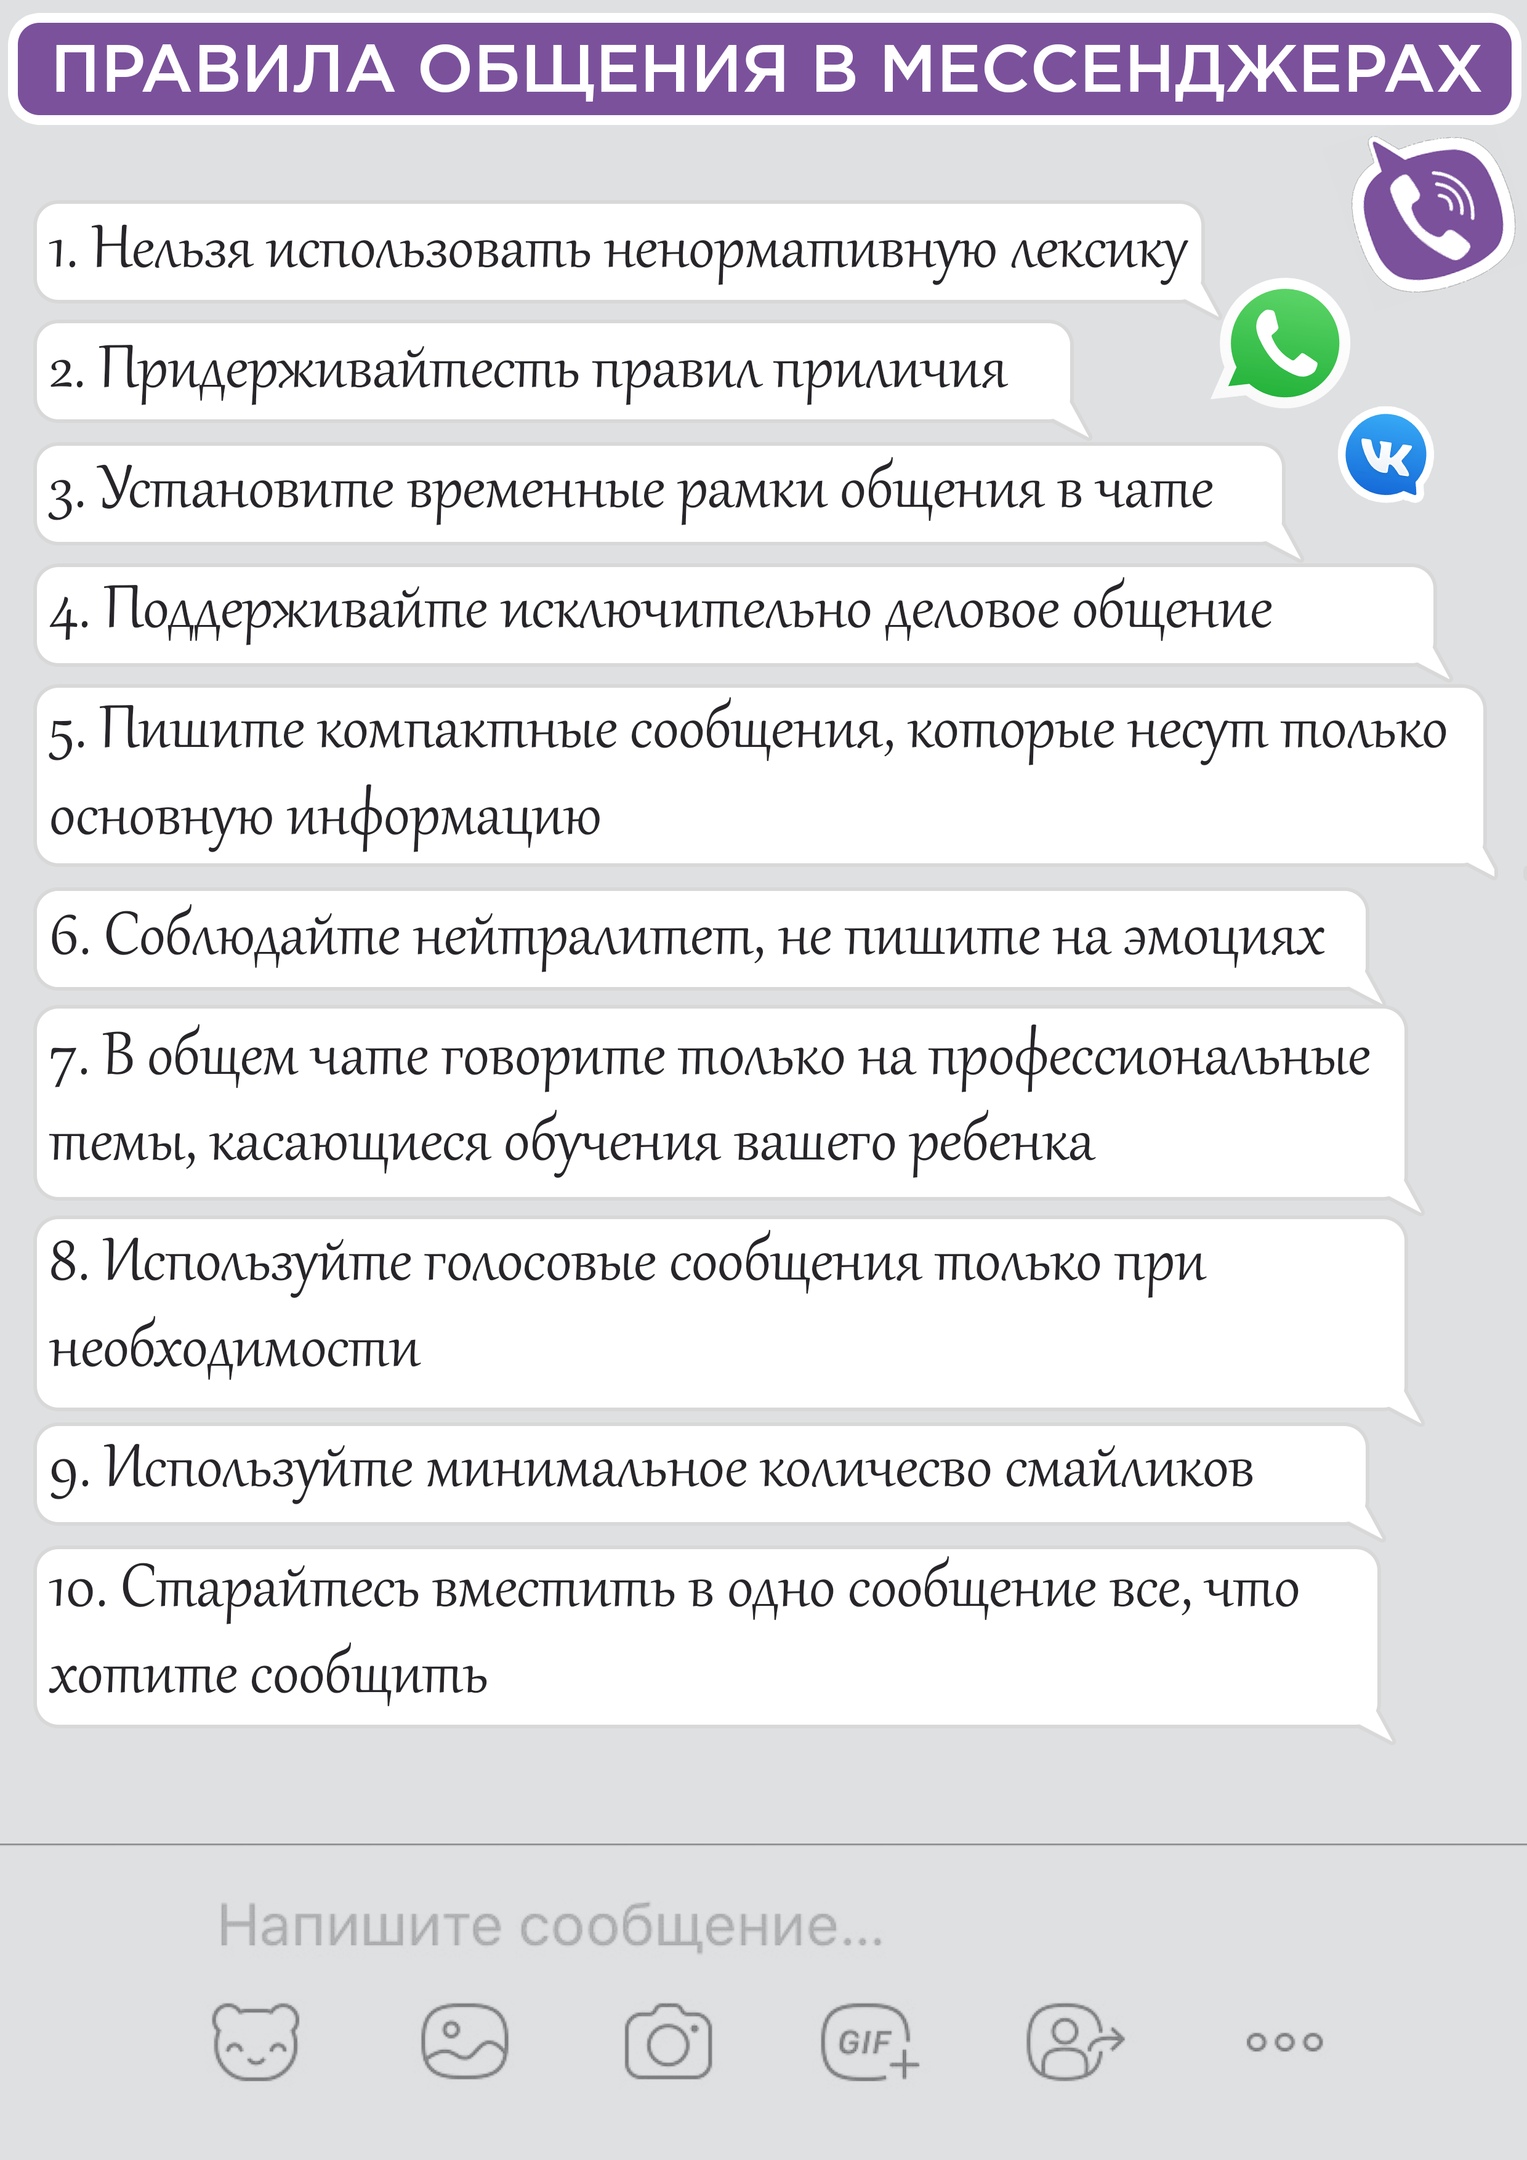 ПРАВИЛА ОБЩЕНИЯ В МЕССЕНДЖЕРАХ
1. Нельзя использовать ненормативную лексику
2. Придерживайтесть правил приличия
3. Установите временные рамки общения в чате
4. Поддерживайте исключительно деловое общение
5. Пишите компактные сообщения, которые несут только
основную информацию
6. Соблюдайте нейтралитет, не пишите на эмоциях
7. В общем чате говорите только на профессиональные
темы, касающиеся обучения вашего ребенка
8. Используйте голосовые сообщения только при
необходимости
9. Используйте минимальное количесво смайликов
10. Старайтесь вместить в одно сообщение все, что
хотите сообщить
Напишите сообщение...
GIF